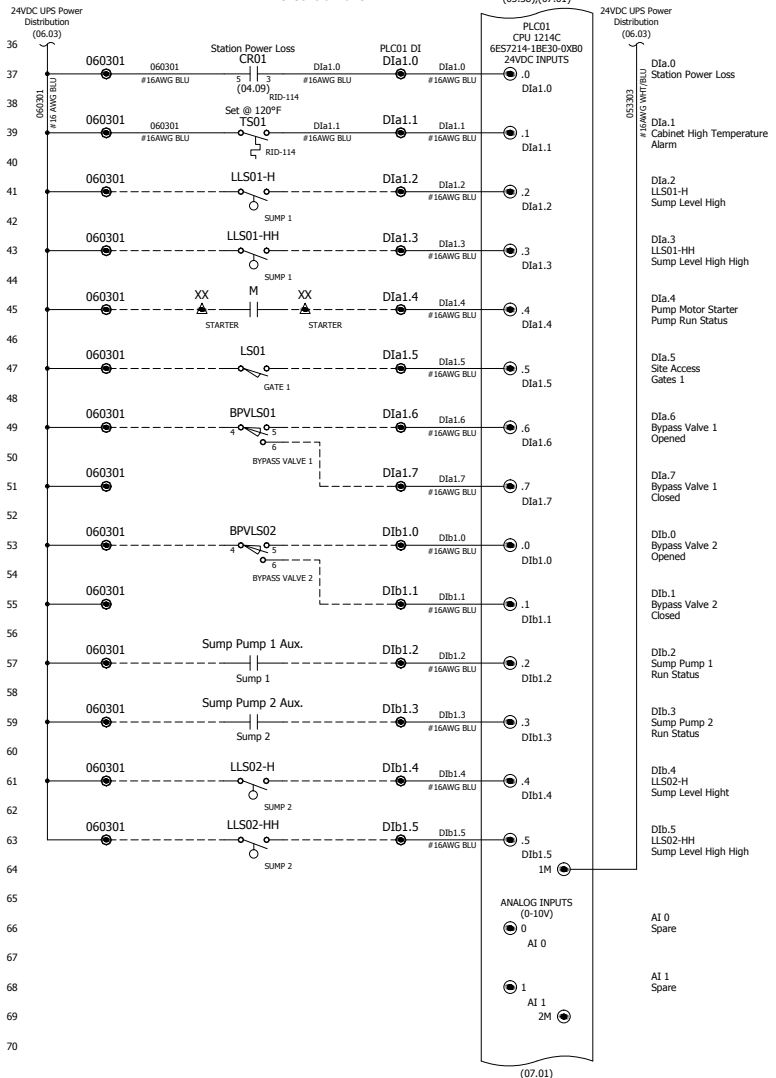 24VDC UPS Power
Distribution
(06.03)
24VDC UPS Power
Distribution
(06.03)
PLC01
CPU 1214C
6ES7214-1BE30-0XB0
24VDC INPUTS
36
060301
#16 AWG BLU
053303
#16AWG WHT/BLU
37
060301
060301
#16AWG BLU
Station Power Loss
CR01
5
3
(04.09)
RID-114
DIa1.0
#16AWG BLU
PLC01 DI
DIa1.0
DIa1.0
#16AWG BLU
.0
DIa1.0
DIa.0
Station Power Loss
38
39
060301
060301
#16AWG BLU
Set @ 120°F
TS01
RID-114
DIa1.1
#16AWG BLU
DIa1.1
DIa1.1
#16AWG BLU
.1
DIa1.1
DIa.1
Cabinet High Temperature
Alarm
40
41
060301
LLS01-H
SUMP 1
DIa1.2
DIa1.2
#16AWG BLU
.2
DIa1.2
DIa.2
LLS01-H
Sump Level High
42
43
060301
LLS01-HH
SUMP 1
DIa1.3
DIa1.3
#16AWG BLU
.3
DIa1.3
DIa.3
LLS01-HH
Sump Level High High
44
45
060301
XX
STARTER
M
XX
STARTER
DIa1.4
DIa1.4
#16AWG BLU
.4
DIa1.4
DIa.4
Pump Motor Starter
Pump Run Status
46
47
060301
LS01
GATE 1
DIa1.5
DIa1.5
#16AWG BLU
.5
DIa1.5
DIa.5
Site Access
Gates 1
48
49
060301
BPVLS01
4
5
6
BYPASS VALVE 1
DIa1.6
DIa1.6
#16AWG BLU
.6
DIa1.6
DIa.6
Bypass Valve 1
Opened
50
51
060301
DIa1.7
DIa1.7
#16AWG BLU
.7
DIa1.7
DIa.7
Bypass Valve 1
Closed
52
53
060301
BPVLS02
4
5
6
BYPASS VALVE 2
DIb1.0
DIb1.0
#16AWG BLU
.0
DIb1.0
DIb.0
Bypass Valve 2
Opened
54
55
060301
DIb1.1
DIb1.1
#16AWG BLU
.1
DIb1.1
DIb.1
Bypass Valve 2
Closed
56
57
060301
Sump Pump 1 Aux.
Sump 1
DIb1.2
DIb1.2
#16AWG BLU
.2
DIb1.2
DIb.2
Sump Pump 1
Run Status
58
59
060301
Sump Pump 2 Aux.
Sump 2
DIb1.3
DIb1.3
#16AWG BLU
.3
DIb1.3
DIb.3
Sump Pump 2
Run Status
60
61
060301
LLS02-H
SUMP 2
DIb1.4
DIb1.4
#16AWG BLU
.4
DIb1.4
DIb.4
LLS02-H
Sump Level Hight
62
63
060301
LLS02-HH
SUMP 2
DIb1.5
DIb1.5
#16AWG BLU
.5
DIb1.5
DIb.5
LLS02-HH
Sump Level High High
64
1M
65
ANALOG INPUTS
(0-10V)
66
0
AI 0
AI 0
Spare
67
68
1
AI 1
AI 1
Spare
69
2M
70
(07.01)